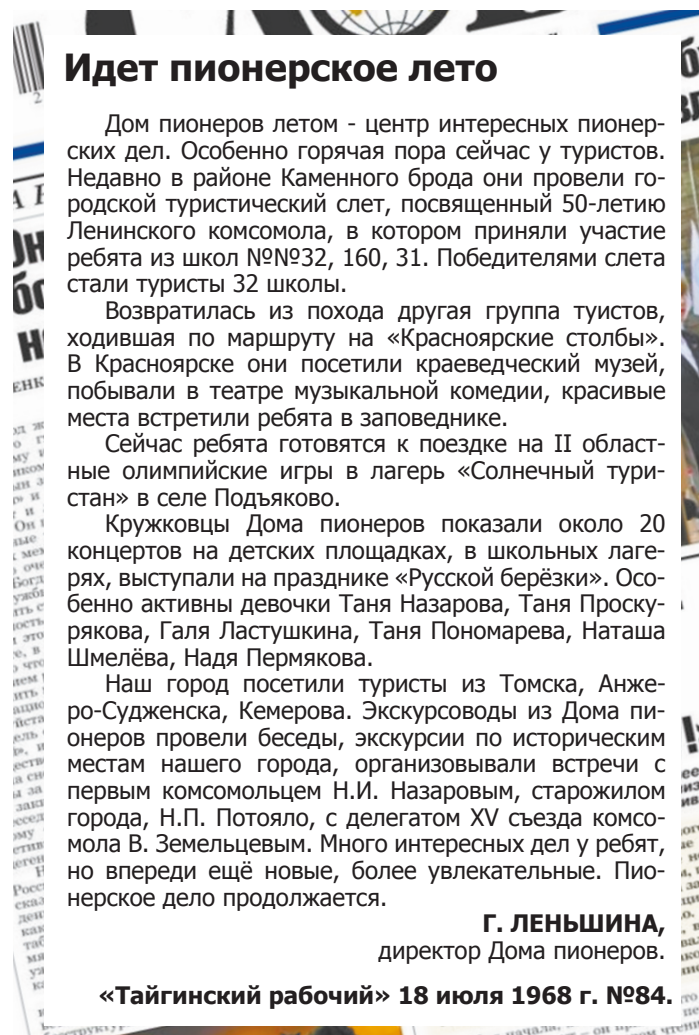 Идет пионерское лето
Дом пионеров летом - центр интересных пионер-
ских дел. Особенно горячая пора сейчас у туристов.
Недавно в районе Каменного брода они провели го-
родской туристический слет, посвященный 50-летию
Ленинского комсомола, в котором приняли участие
ребята из школ №№32, 160, 31. Победителями слета
стали туристы 32 школы.
Возвратилась из похода другая группа туистов,
ходившая по маршруту на «Красноярские столбы».
В Красноярске они посетили краеведческий музей,
побывали в театре музыкальной комедии, красивые
места встретили ребята в заповеднике.
Сейчас ребята готовятся к поездке на II област-
ные олимпийские игры в лагерь «Солнечный тури-
стан» в селе Подъяково.
Кружковцы Дома пионеров показали около 20
концертов на детских площадках, в школьных лаге-
рях, выступали на празднике «Русской берёзки». Осо-
бенно активны девочки Таня Назарова, Таня Проску-
рякова, Галя Ластушкина, Таня Пономарева, Наташа
Шмелёва, Надя Пермякова.
Наш город посетили туристы из Томска, Анже-
ро-Судженска, Кемерова. Экскурсоводы из Дома пи-
онеров провели беседы, экскурсии по историческим
местам нашего города, организовывали встречи с
первым комсомольцем Н.И. Назаровым, старожилом
города, Н.П. Потояло, с делегатом XV съезда комсо-
мола В. Земельцевым. Много интересных дел у ребят,
но впереди ещё новые, более увлекательные. Пио-
нерское дело продолжается.
Г. ЛЕНЬШИНА,
директор Дома пионеров.
«Тайгинский рабочий» 18 июля 1968 г. №84.